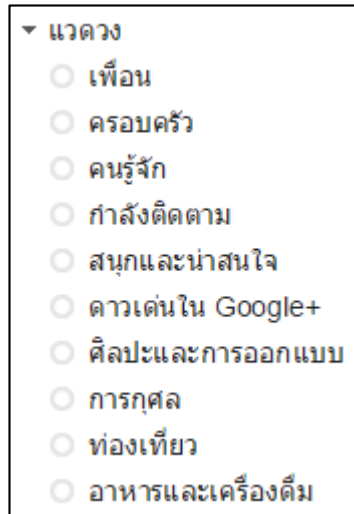 แวดวง
เพื่อน
ครอบครัว
คนรู้จัก
กำลังติดตาม
สนุกและน่าสนใจ
ดาวเด่นใน Google+
ศิลปะและการออกแบบ
การกุศล
ท่องเที่ยว
อาหารและเครื่องดื่ม